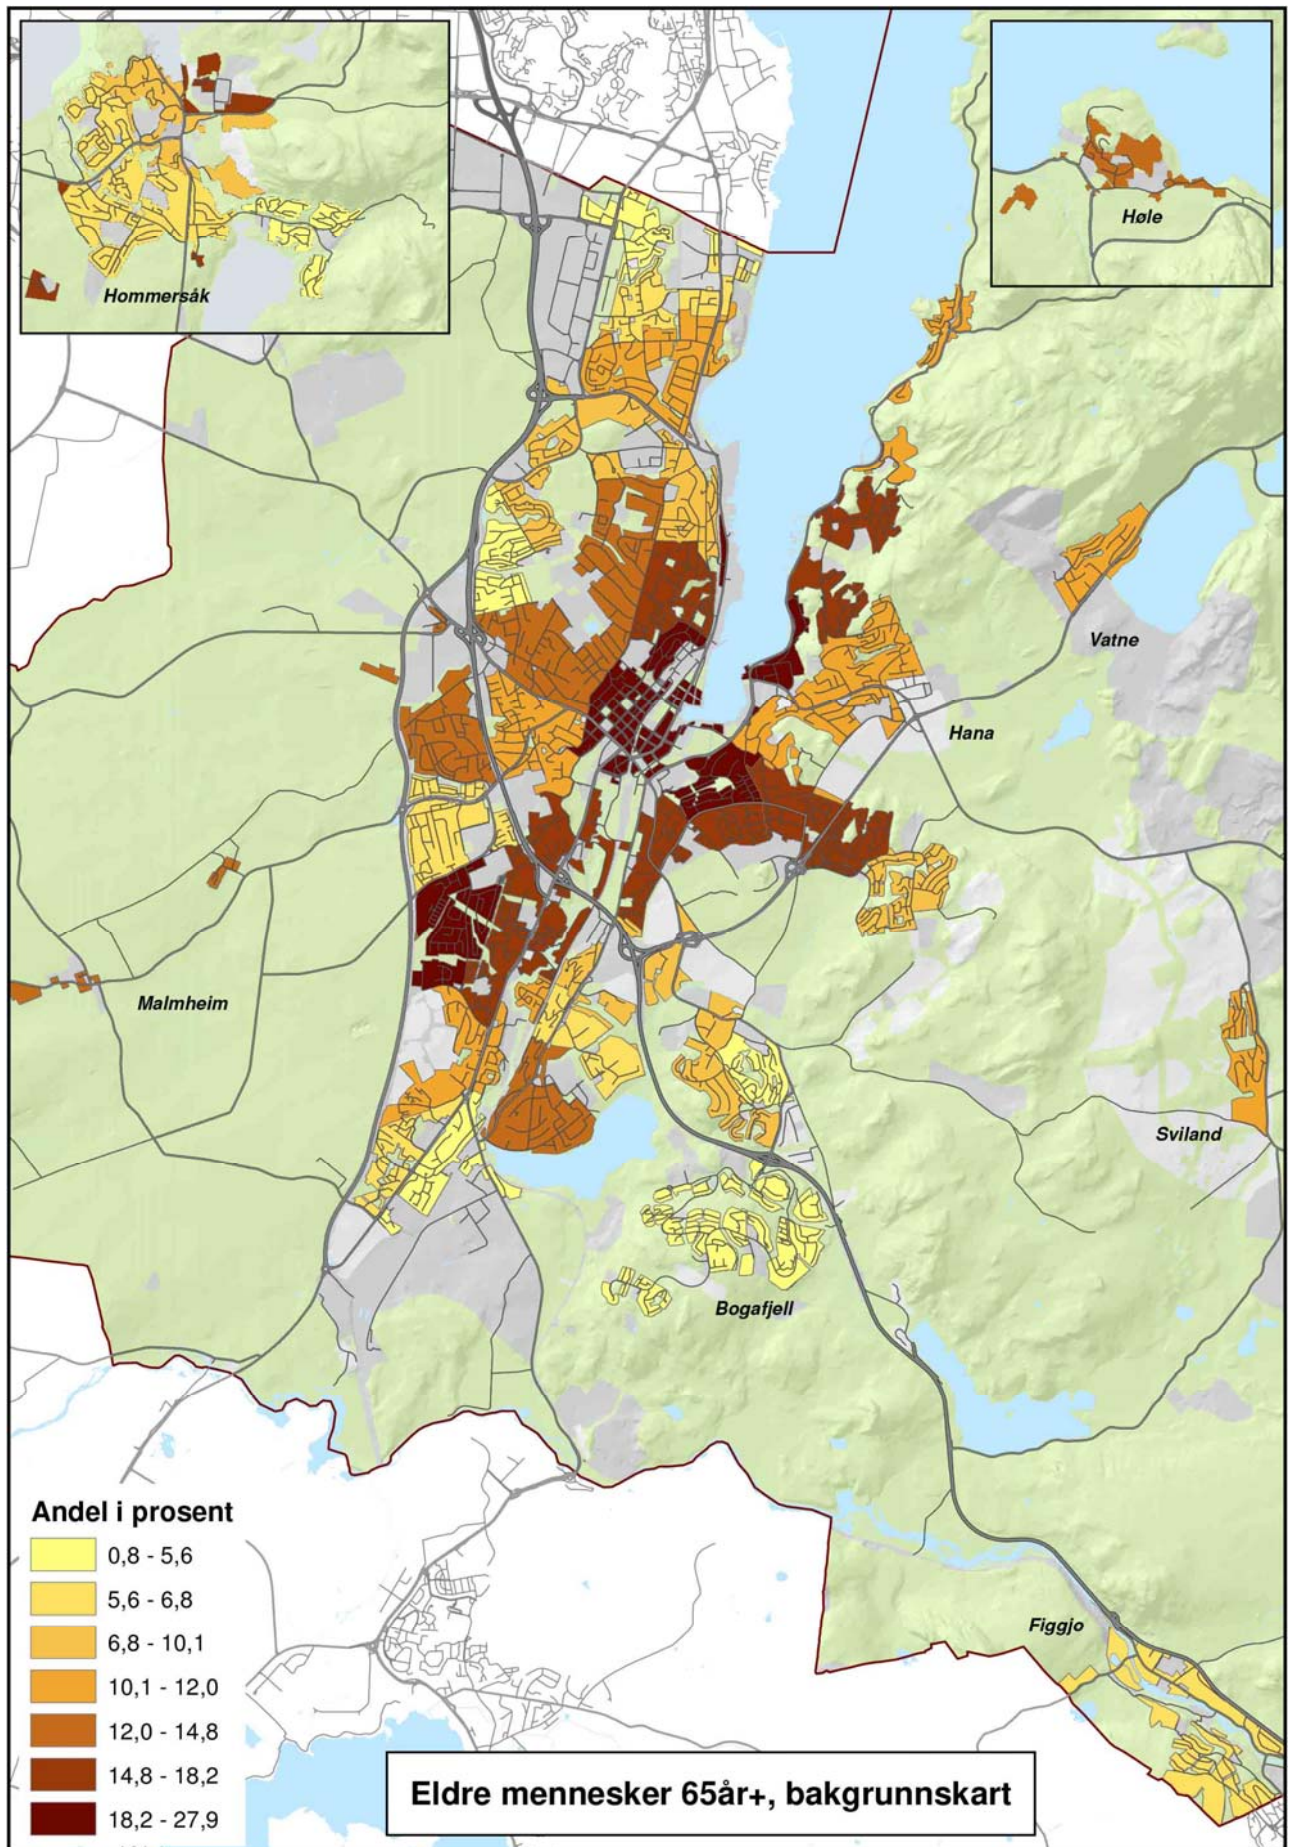 Hommersåk
Høle
Vatne
Hana
Malmheim
Sviland
Bogafjell
Figgjo
Andel i prosent
0,8 - 5,6
5,6 - 6,8
6,8 - 10,1
10,1 - 12,0
12,0 - 14,8
14,8 - 18,2
18,2 - 27,9
Eldre mennesker 65år+, bakgrunnskart